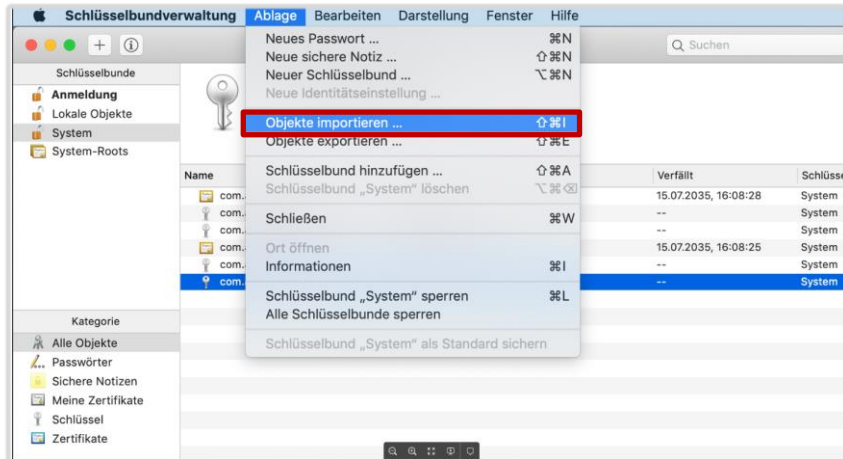 Schlüsselbundverwaltung Ablage Bearbeiten Darstellung Fenster Hilfe
Suchen
Schlüsselbunde
Anmeldung
Lokale Objekte
System
System-Roots
Neues Passwort ... ⌘N
Neue sichere Notiz ... ⇧⌘N
Neuer Schlüsselbund ... ⌥⌘N
Neue Identitätseinstellung ...
Objekte importieren ... ⇧⌘I
Objekte exportieren ... ⇧⌘E
Schlüsselbund hinzufügen ... ⇧⌘A
Schlüsselbund „System“ löschen ⌥⌘⌫
Schließen ⌘W
Ort öffnen
Informationen ⌘I
Schlüsselbund „System“ sperren ⌘L
Alle Schlüsselbunde sperren
Schlüsselbund „System“ als Standard sichern
Name Verfällt Schlüsse
com. 15.07.2035, 16:08:28 System
com. -- System
com. -- System
com. 15.07.2035, 16:08:25 System
com. -- System
com. -- System
Kategorie
Alle Objekte
Passwörter
Sichere Notizen
Meine Zertifikate
Schlüssel
Zertifikate